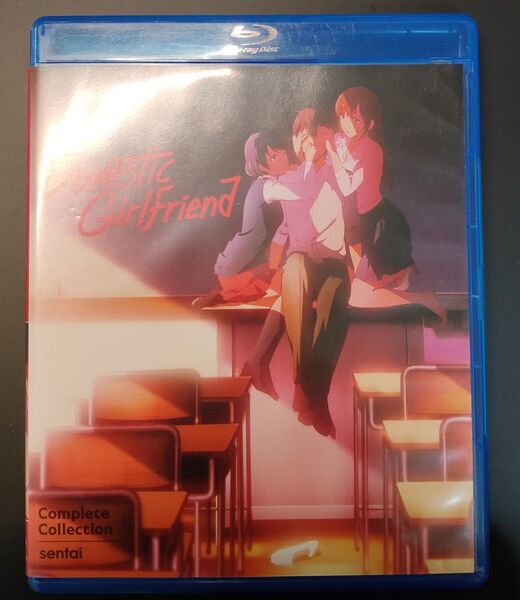 Blu-ray Disc
Girlfriend
Complete
Collection
sentai